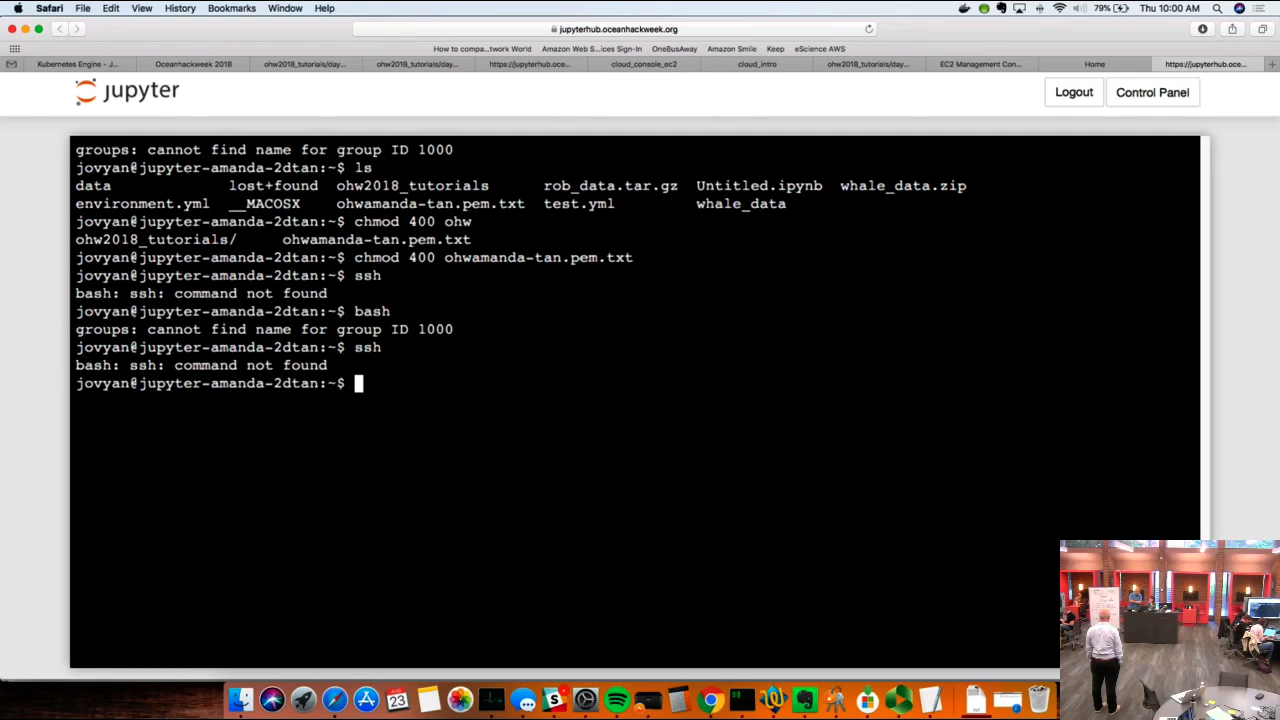 Safari File Edit View History Bookmarks Window Help 79% Thu 10:00 AM
jupyterhub.oceanhackweek.org
How to compa...twork World Amazon Web S...ices Sign-In OneBusAway Amazon Smile Keep eScience AWS
Kubernetes Engine - J... Oceanhackweek 2018 ohw2018_tutorials/day... ohw2018_tutorials/day... https://jupyterhub.oce... cloud_console_ec2 cloud_intro ohw2018_tutorials/day... EC2 Management Con... Home https://jupyterhub.oce...
jupyter Logout Control Panel
groups: cannot find name for group ID 1000
jovyan@jupyter-amanda-2dtan:~$ ls
data lost+found ohw2018_tutorials rob_data.tar.gz Untitled.ipynb whale_data.zip
environment.yml __MACOSX ohwamanda-tan.pem.txt test.yml whale_data
jovyan@jupyter-amanda-2dtan:~$ chmod 400 ohw
ohw2018_tutorials/ ohwamanda-tan.pem.txt
jovyan@jupyter-amanda-2dtan:~$ chmod 400 ohwamanda-tan.pem.txt
jovyan@jupyter-amanda-2dtan:~$ ssh
bash: ssh: command not found
jovyan@jupyter-amanda-2dtan:~$ bash
groups: cannot find name for group ID 1000
jovyan@jupyter-amanda-2dtan:~$ ssh
bash: ssh: command not found
jovyan@jupyter-amanda-2dtan:~$
23